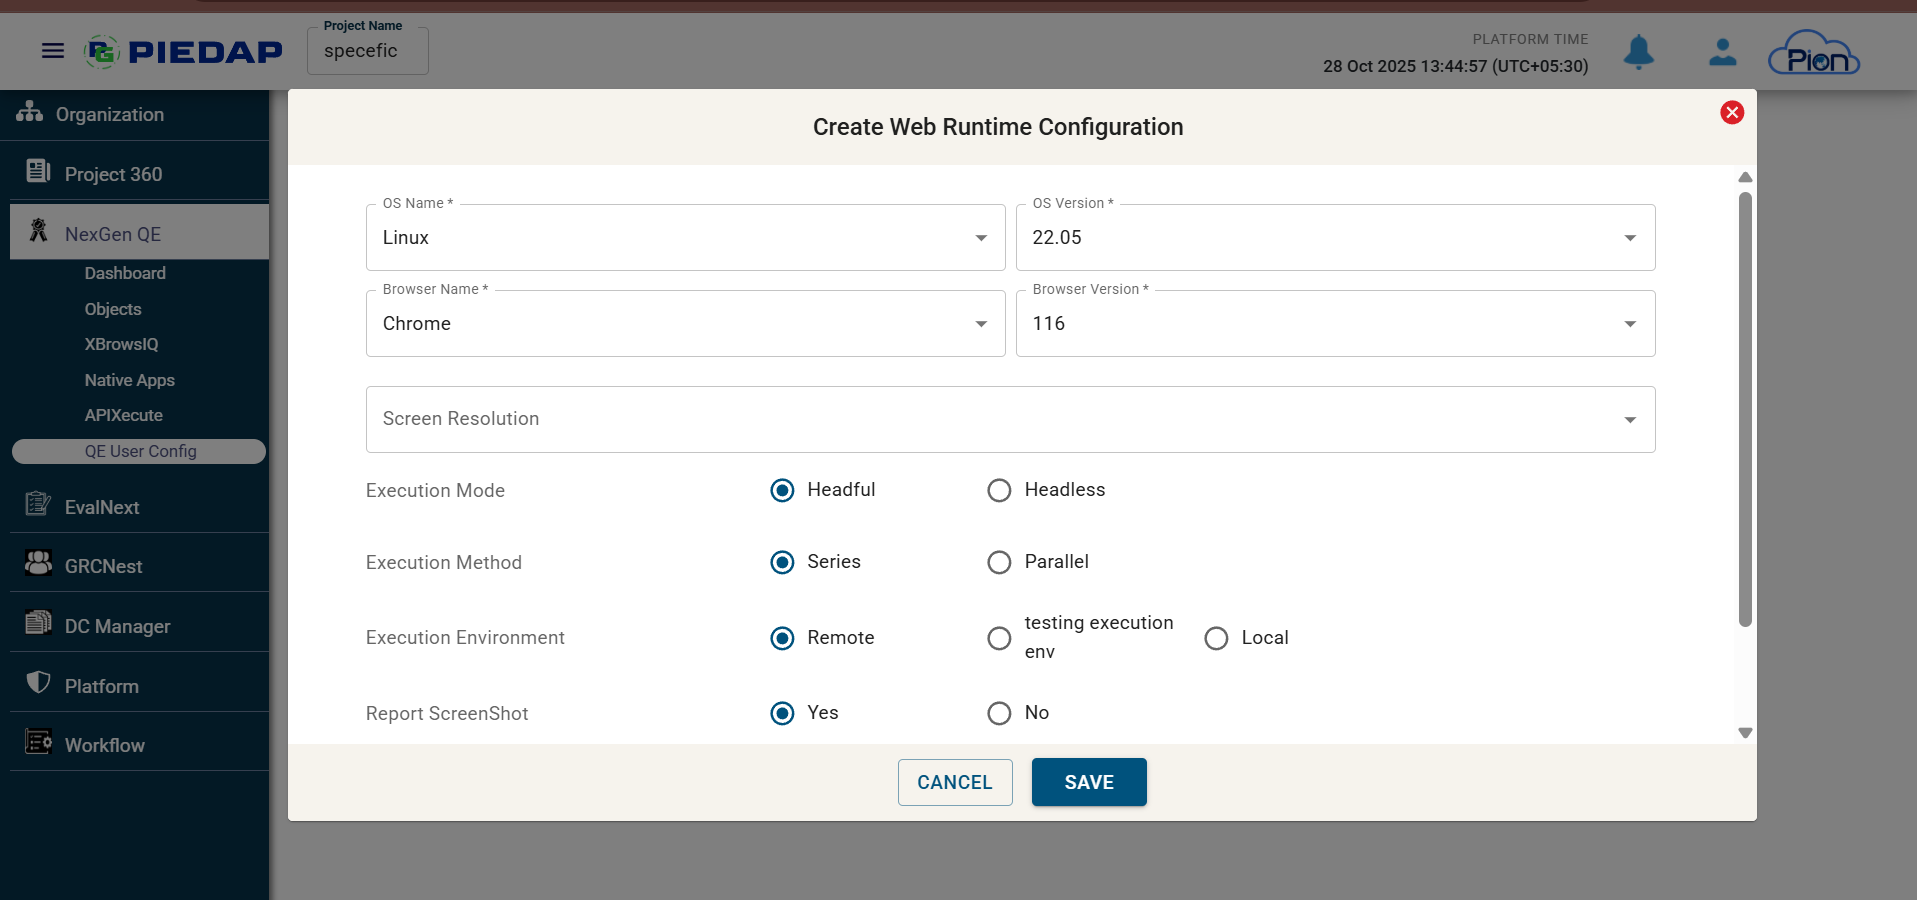 PIEDAP
Project Name
specefic
PLATFORM TIME
28 Oct 2025 13:44:57 (UTC+05:30)
Pion
Organization
Project 360
NexGen QE
Dashboard
Objects
XBrowsIQ
Native Apps
APIXecute
QE User Config
EvalNext
GRCNest
DC Manager
Platform
Workflow
Create Web Runtime Configuration
OS Name *
Linux
OS Version *
22.05
Browser Name *
Chrome
Browser Version *
116
Screen Resolution
Execution Mode
Headful
Headless
Execution Method
Series
Parallel
Execution Environment
Remote
testing execution
env
Local
Report ScreenShot
Yes
No
CANCEL
SAVE